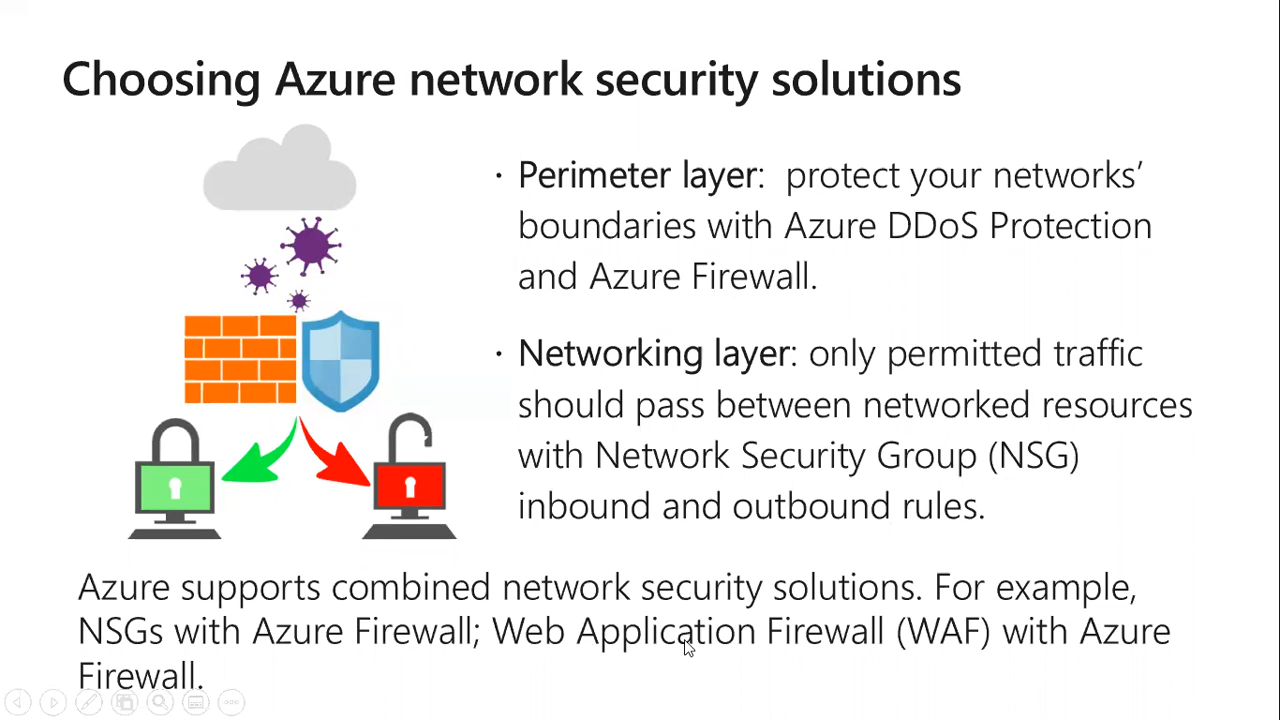 Choosing Azure network security solutions
· Perimeter layer:  protect your networks’
boundaries with Azure DDoS Protection
and Azure Firewall.
· Networking layer: only permitted traffic
should pass between networked resources
with Network Security Group (NSG)
inbound and outbound rules.
Azure supports combined network security solutions. For example,
NSGs with Azure Firewall; Web Application Firewall (WAF) with Azure
Firewall.